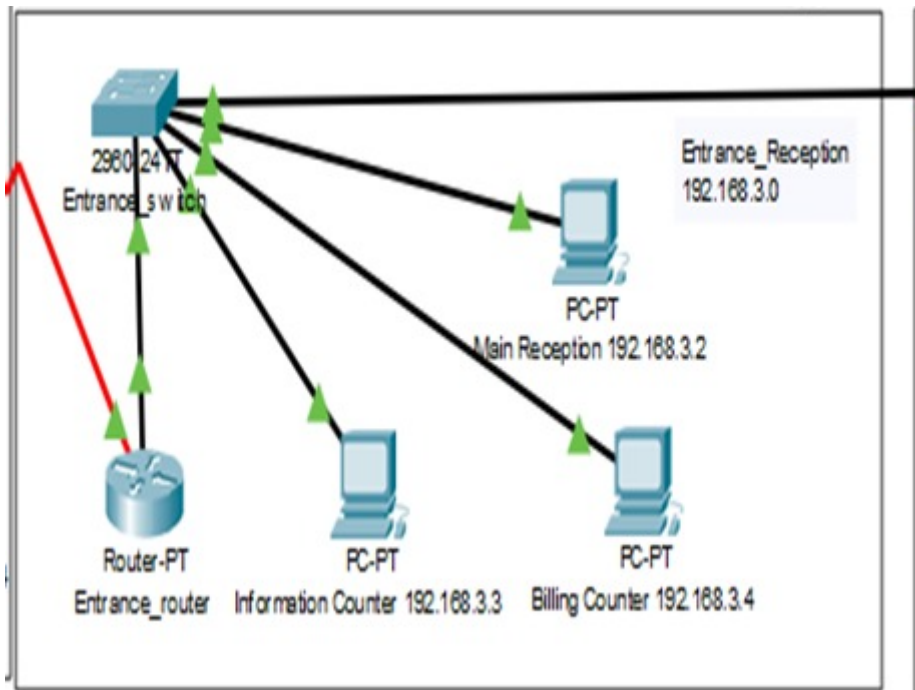 2960-24TT
Entrance_switch
Entrance_Reception
192.168.3.0
PC-PT
Main Reception 192.168.3.2
Router-PT
Entrance_router
PC-PT
Information Counter 192.168.3.3
PC-PT
Billing Counter 192.168.3.4